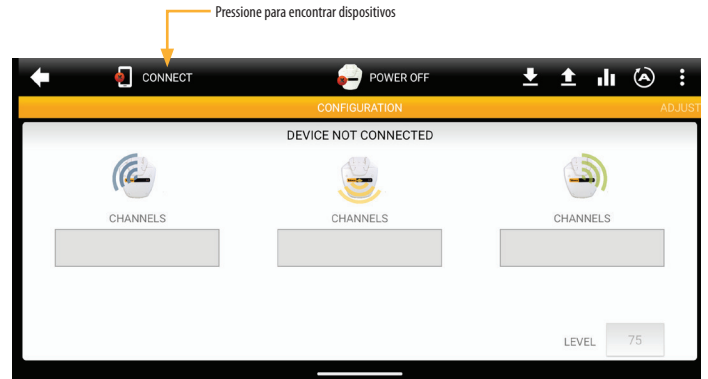 Pressione para encontrar dispositivos
CONNECT POWER OFF
CONFIGURATION ADJUST
DEVICE NOT CONNECTED
CHANNELS CHANNELS CHANNELS
LEVEL 75